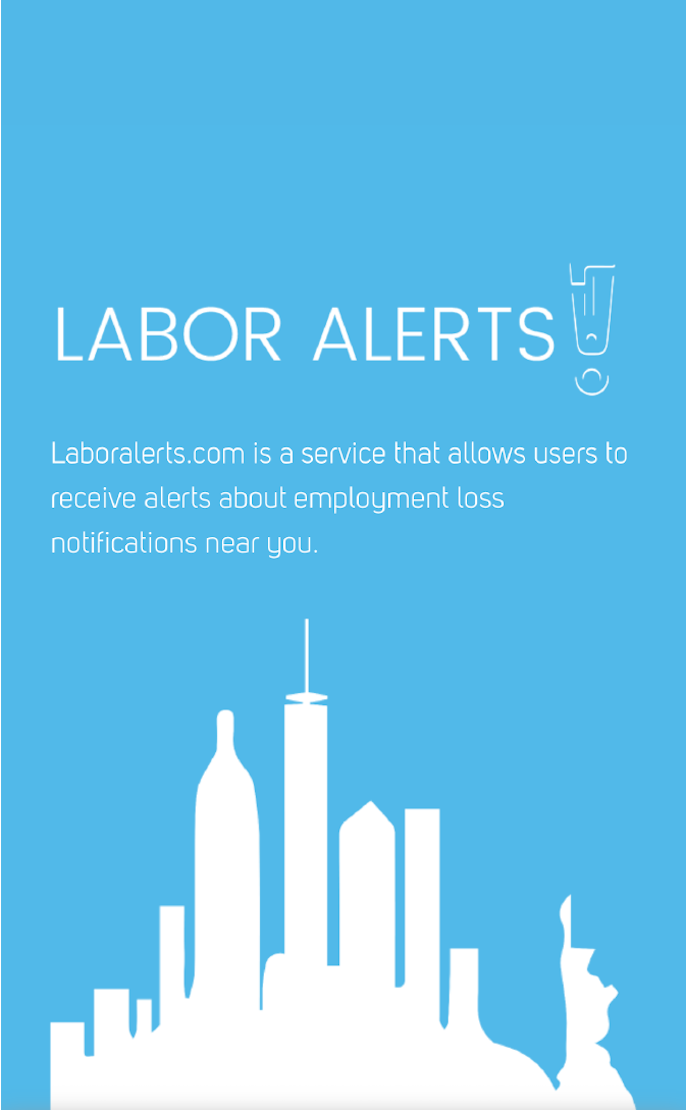 LABOR ALERTS!
Laboralerts.com is a service that allows users to
receive alerts about employment loss
notifications near you.